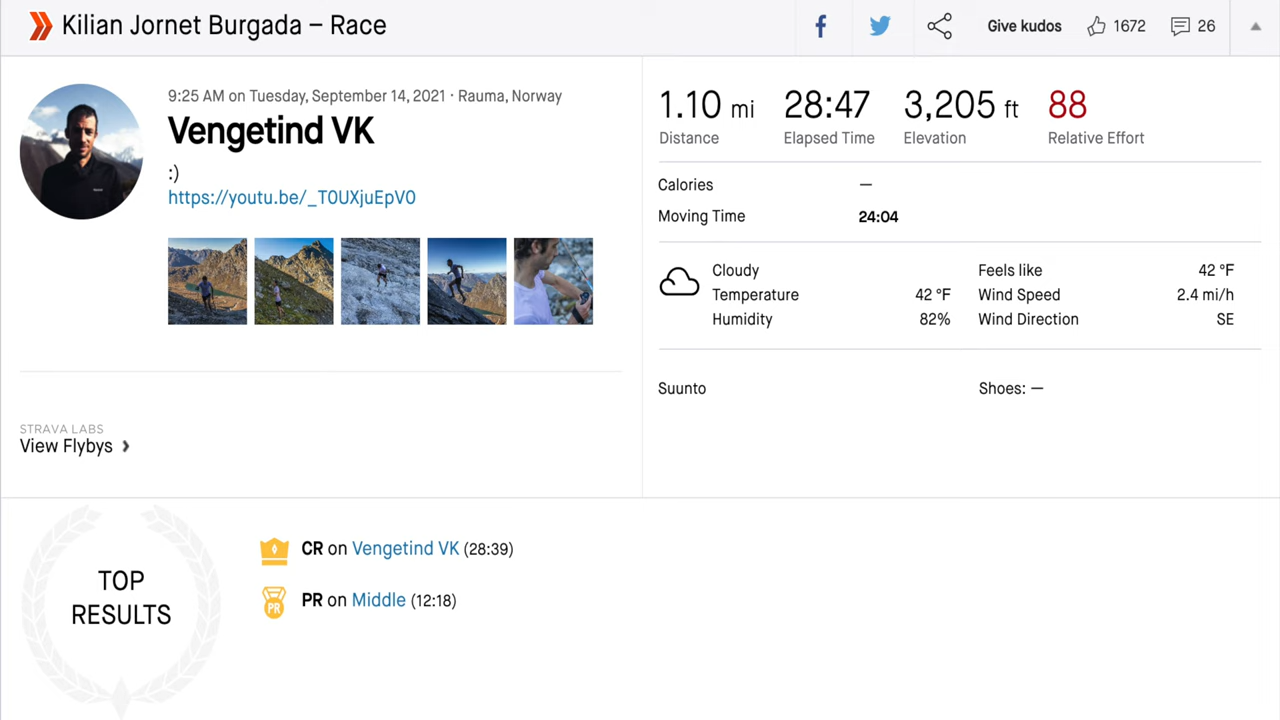 Kilian Jornet Burgada – Race
Give kudos
1672
26
9:25 AM on Tuesday, September 14, 2021 · Rauma, Norway
Vengetind VK
:)
https://youtu.be/_T0UXjuEpV0
1.10 mi 28:47 3,205 ft 88
Distance Elapsed Time Elevation Relative Effort
Calories —
Moving Time 24:04
Cloudy Feels like 42 °F
Temperature 42 °F Wind Speed 2.4 mi/h
Humidity 82% Wind Direction SE
Suunto Shoes: —
STRAVA LABS
View Flybys
TOP
RESULTS
CR on Vengetind VK (28:39)
PR
PR on Middle (12:18)